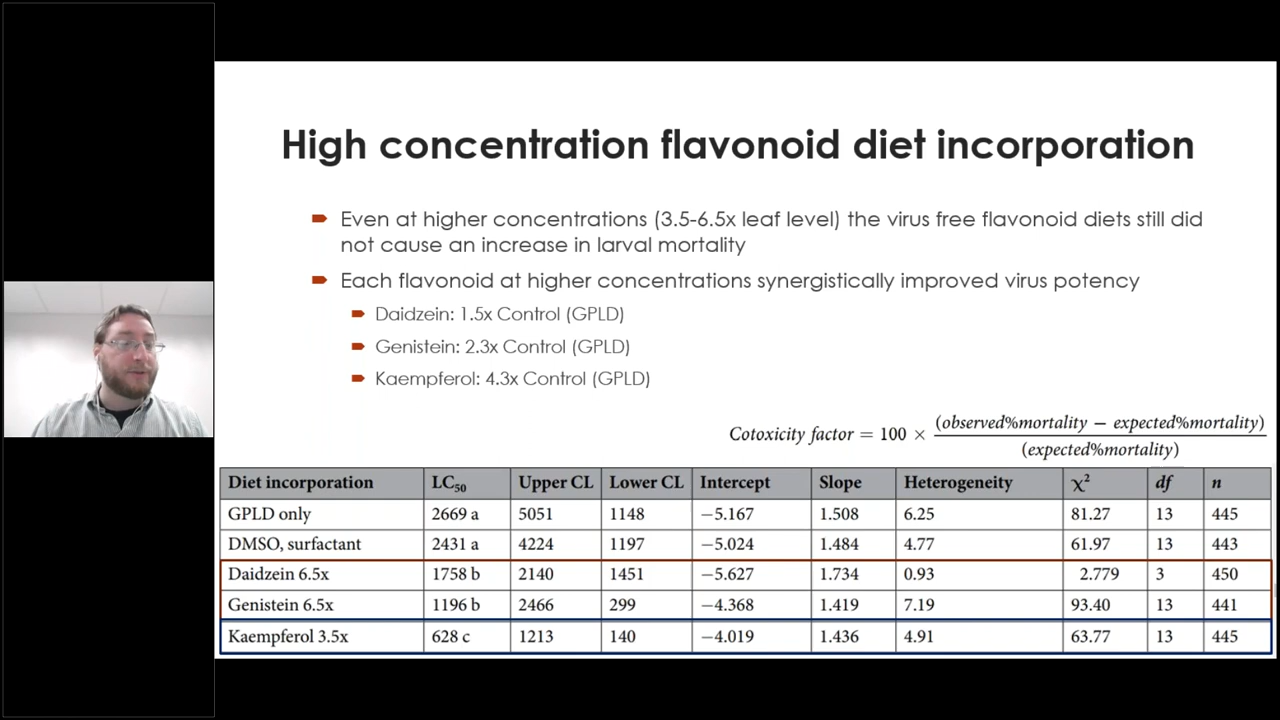 High concentration flavonoid diet incorporation
Even at higher concentrations (3.5-6.5x leaf level) the virus free flavonoid diets still did
not cause an increase in larval mortality
Each flavonoid at higher concentrations synergistically improved virus potency
Daidzein: 1.5x Control (GPLD)
Genistein: 2.3x Control (GPLD)
Kaempferol: 4.3x Control (GPLD)
Cotoxicity factor = 100 × (observed%mortality − expected%mortality) / (expected%mortality)
Diet incorporation LC₅₀ Upper CL Lower CL Intercept Slope Heterogeneity χ² df n
GPLD only 2669 a 5051 1148 −5.167 1.508 6.25 81.27 13 445
DMSO, surfactant 2431 a 4224 1197 −5.024 1.484 4.77 61.97 13 443
Daidzein 6.5x 1758 b 2140 1451 −5.627 1.734 0.93 2.779 3 450
Genistein 6.5x 1196 b 2466 299 −4.368 1.419 7.19 93.40 13 441
Kaempferol 3.5x 628 c 1213 140 −4.019 1.436 4.91 63.77 13 445